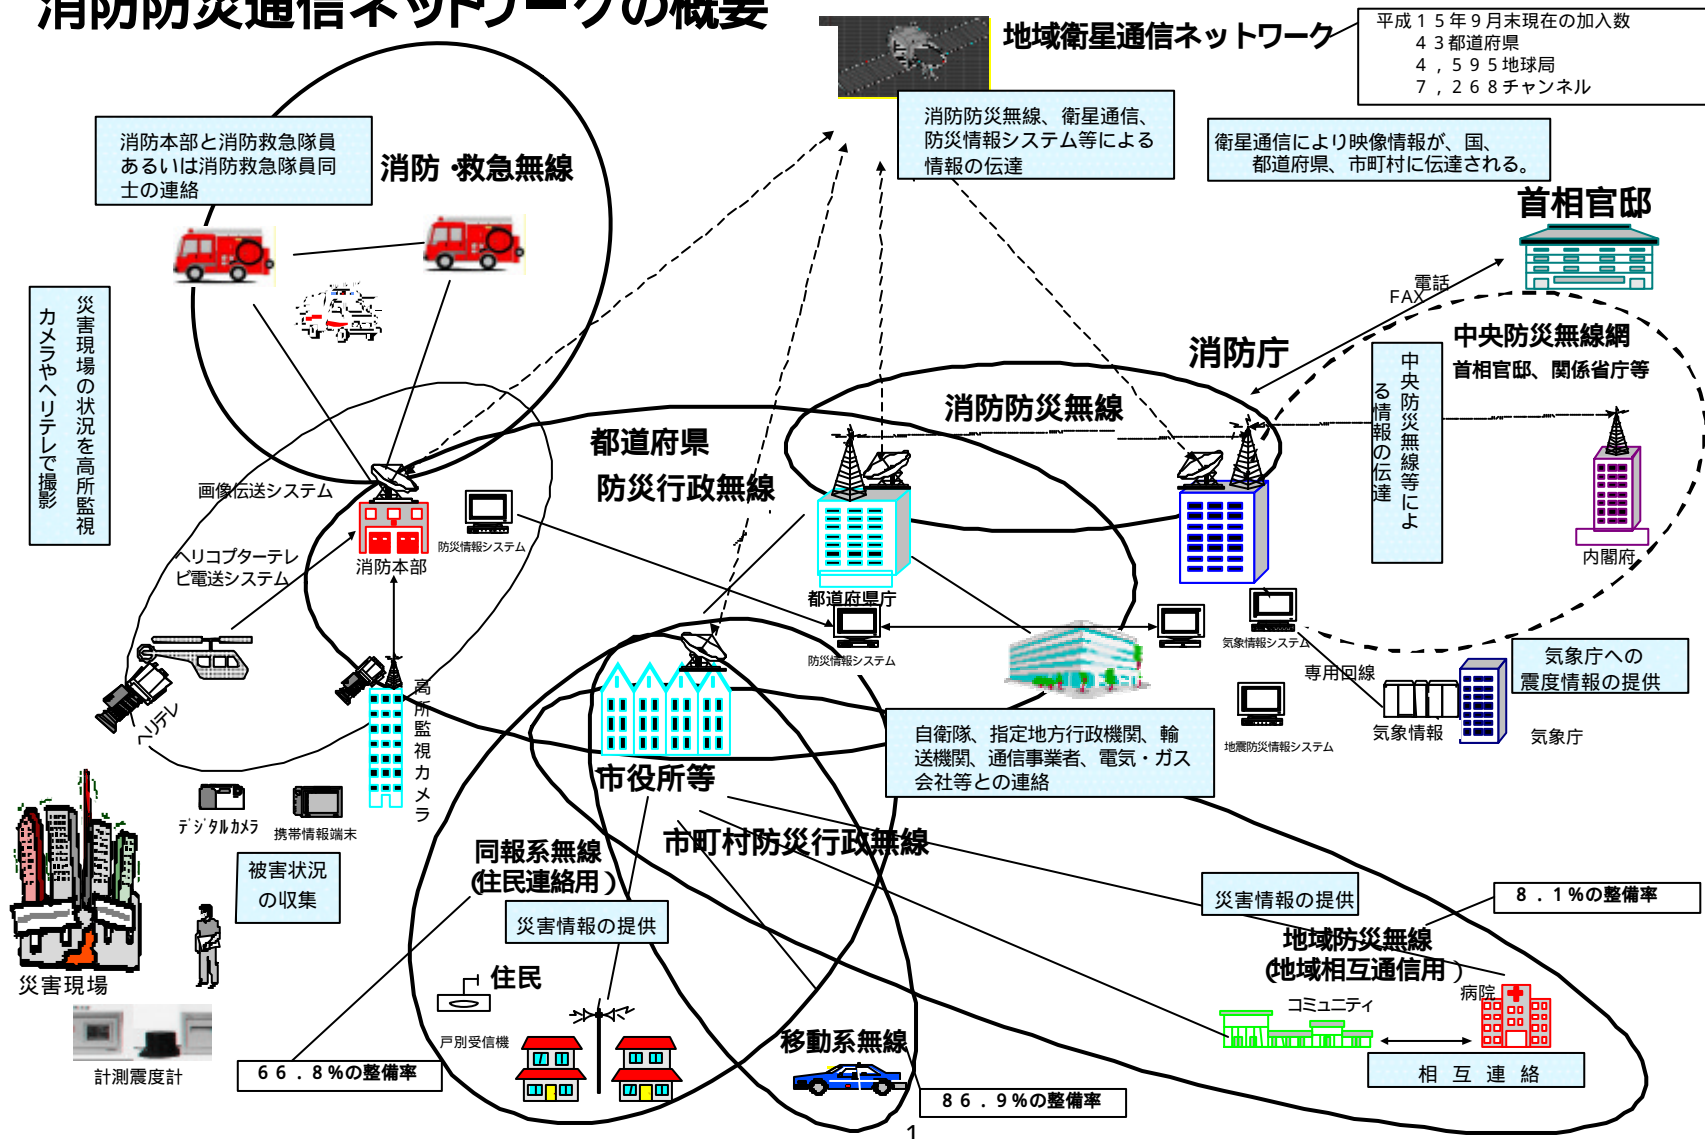 消防防災通信ネットワークの概要
地域衛星通信ネットワーク
平成15年9月末現在の加入数
43都道府県
4,595地球局
7,268チャンネル
消防本部と消防救急隊員
あるいは消防救急隊員同
士の連絡
消防・救急無線
消防防災無線、衛星通信、
防災情報システム等による
情報の伝達
衛星通信により映像情報が、国、
都道府県、市町村に伝達される。
首相官邸
電話
FAX
災害現場の状況を高所監視
カメラやヘリテレで撮影
消防庁
中央防災無線網
首相官邸、関係省庁等
中央防災無線等によ
る情報の伝達
消防防災無線
都道府県
防災行政無線
画像伝送システム
防災情報システム
ヘリコプターテレ
ビ電送システム
消防本部
内閣府
都道府県庁
防災情報システム
気象情報システム
専用回線
気象庁への
震度情報の提供
ヘリテレ
高所監視カメラ
地震防災情報システム
気象情報
気象庁
自衛隊、指定地方行政機関、輸
送機関、通信事業者、電気・ガス
会社等との連絡
市役所等
デジタルカメラ
携帯情報端末
市町村防災行政無線
同報系無線
(住民連絡用)
被害状況
の収集
災害情報の提供
災害情報の提供
8.1%の整備率
地域防災無線
(地域相互通信用)
災害現場
住民
病院
コミュニティ
戸別受信機
移動系無線
計測震度計
66.8%の整備率
相互連絡
86.9%の整備率
1